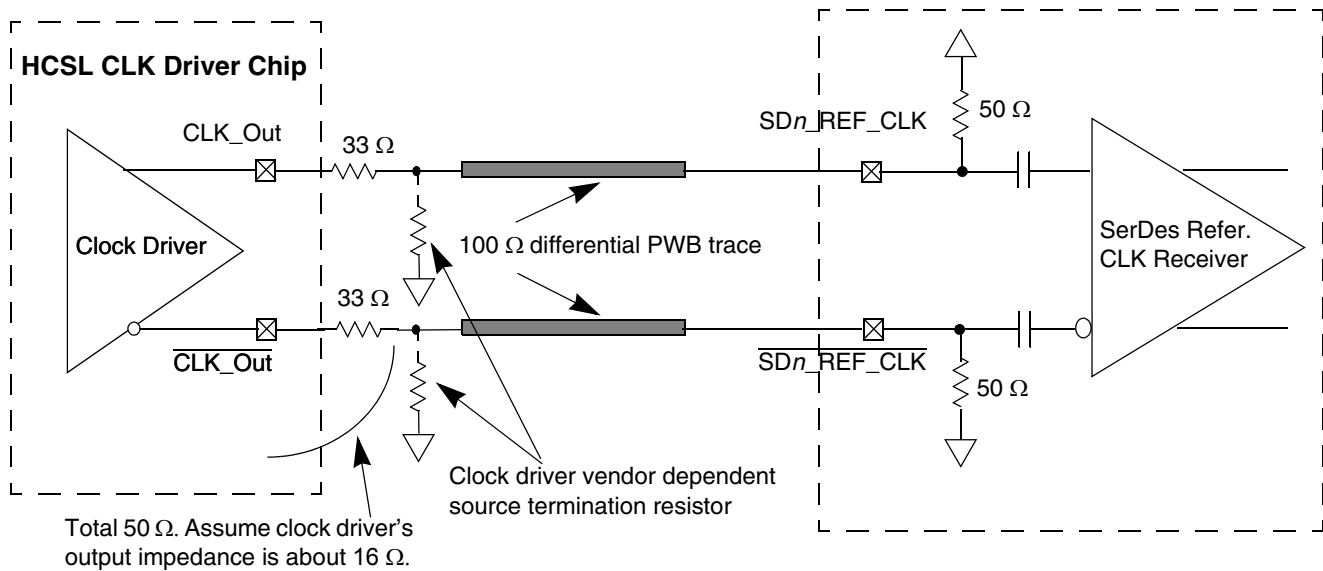 HCSL CLK Driver Chip
CLK_Out
33 Ω
SDn_REF_CLK
50 Ω
Clock Driver
100 Ω differential PWB trace
SerDes Refer.
CLK Receiver
33 Ω
CLK_Out
SDn_REF_CLK
50 Ω
Clock driver vendor dependent
source termination resistor
Total 50 Ω. Assume clock driver's
output impedance is about 16 Ω.